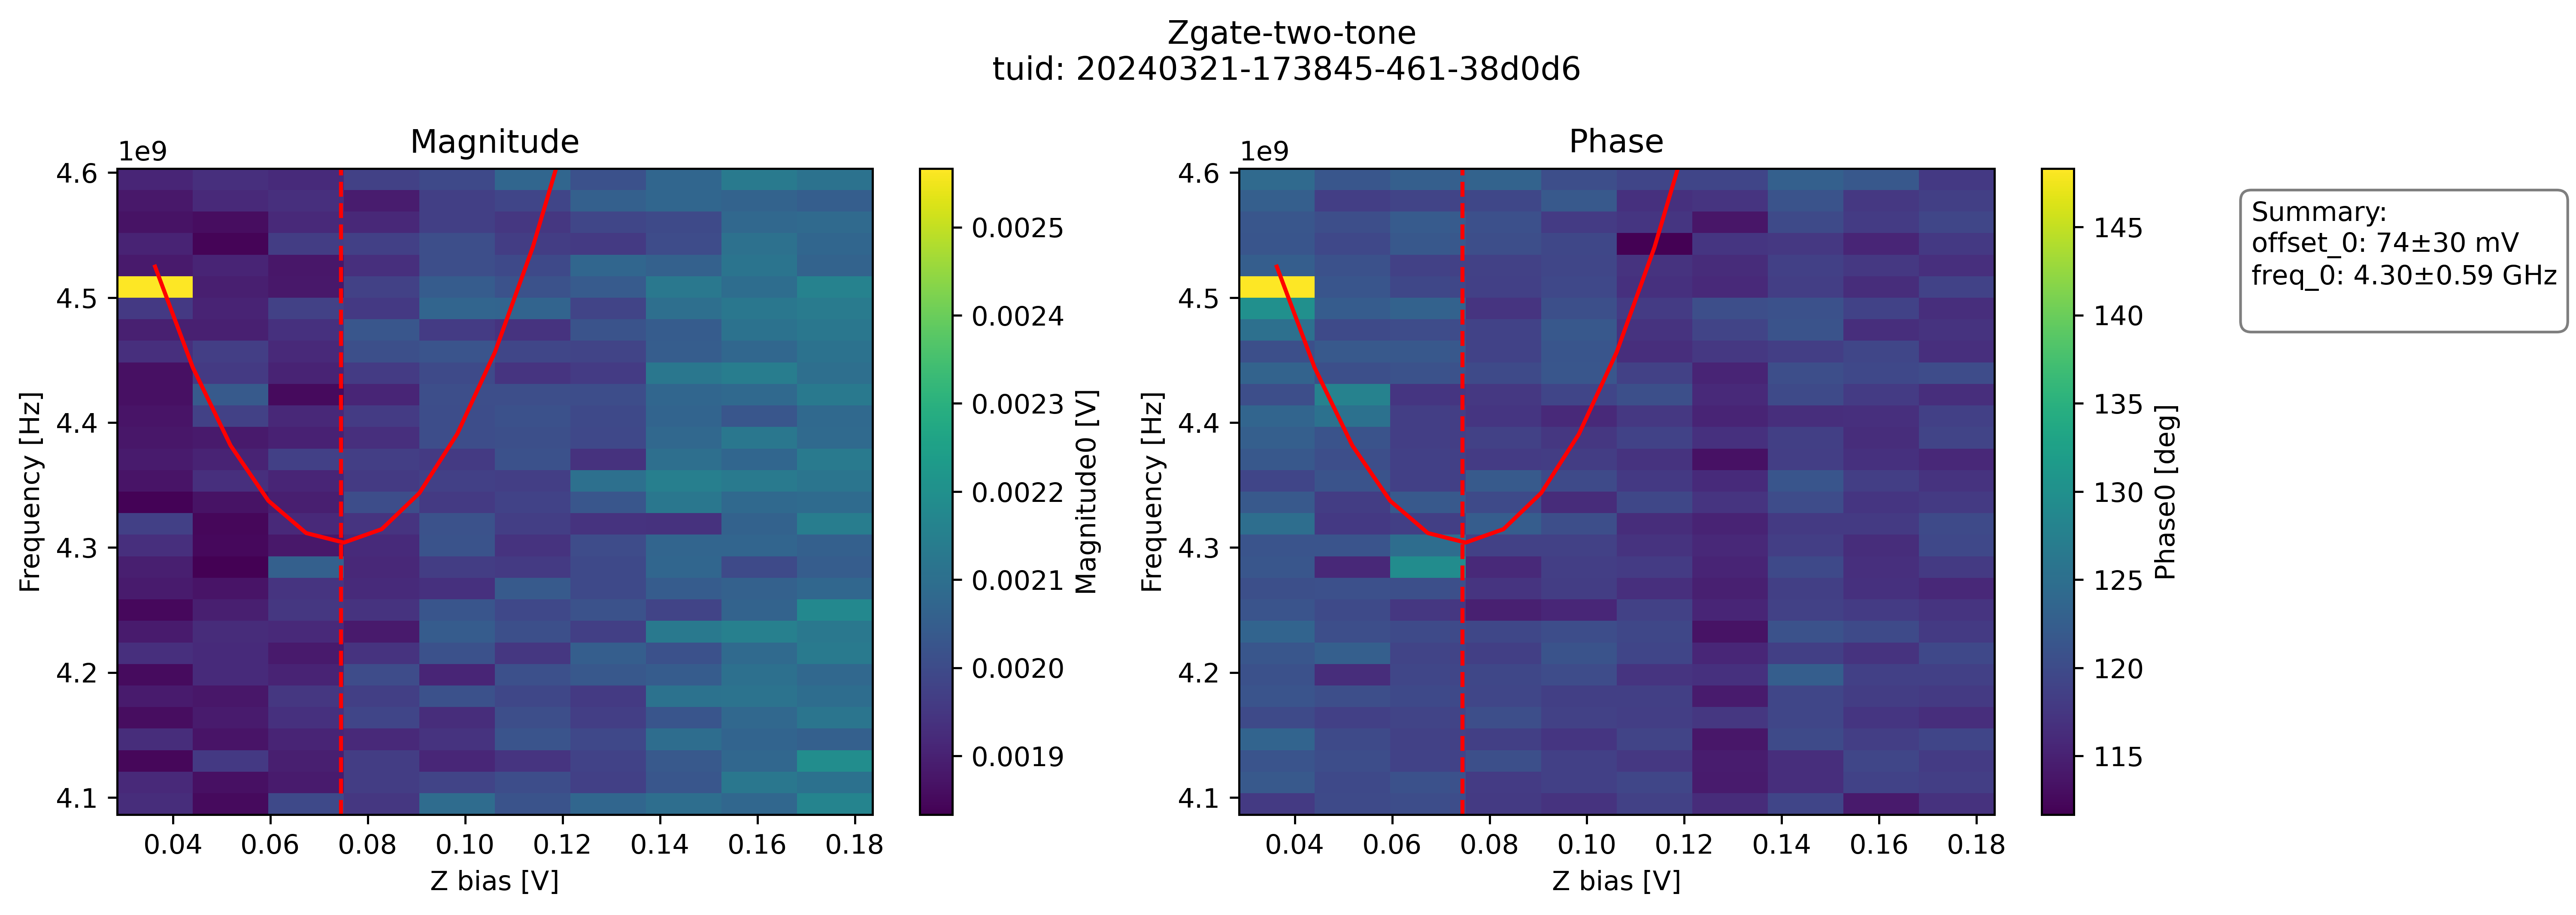 Zgate-two-tone
tuid: 20240321-173845-461-38d0d6
Magnitude
1e9
4.6
4.5
4.4
4.3
4.2
4.1
Frequency [Hz]
0.04 0.06 0.08 0.10 0.12 0.14 0.16 0.18
Z bias [V]
0.0025
0.0024
0.0023
0.0022
0.0021
0.0020
0.0019
Magnitude0 [V]
Phase
1e9
4.6
4.5
4.4
4.3
4.2
4.1
Frequency [Hz]
0.04 0.06 0.08 0.10 0.12 0.14 0.16 0.18
Z bias [V]
145
140
135
130
125
120
115
Phase0 [deg]
Summary:
offset_0: 74±30 mV
freq_0: 4.30±0.59 GHz